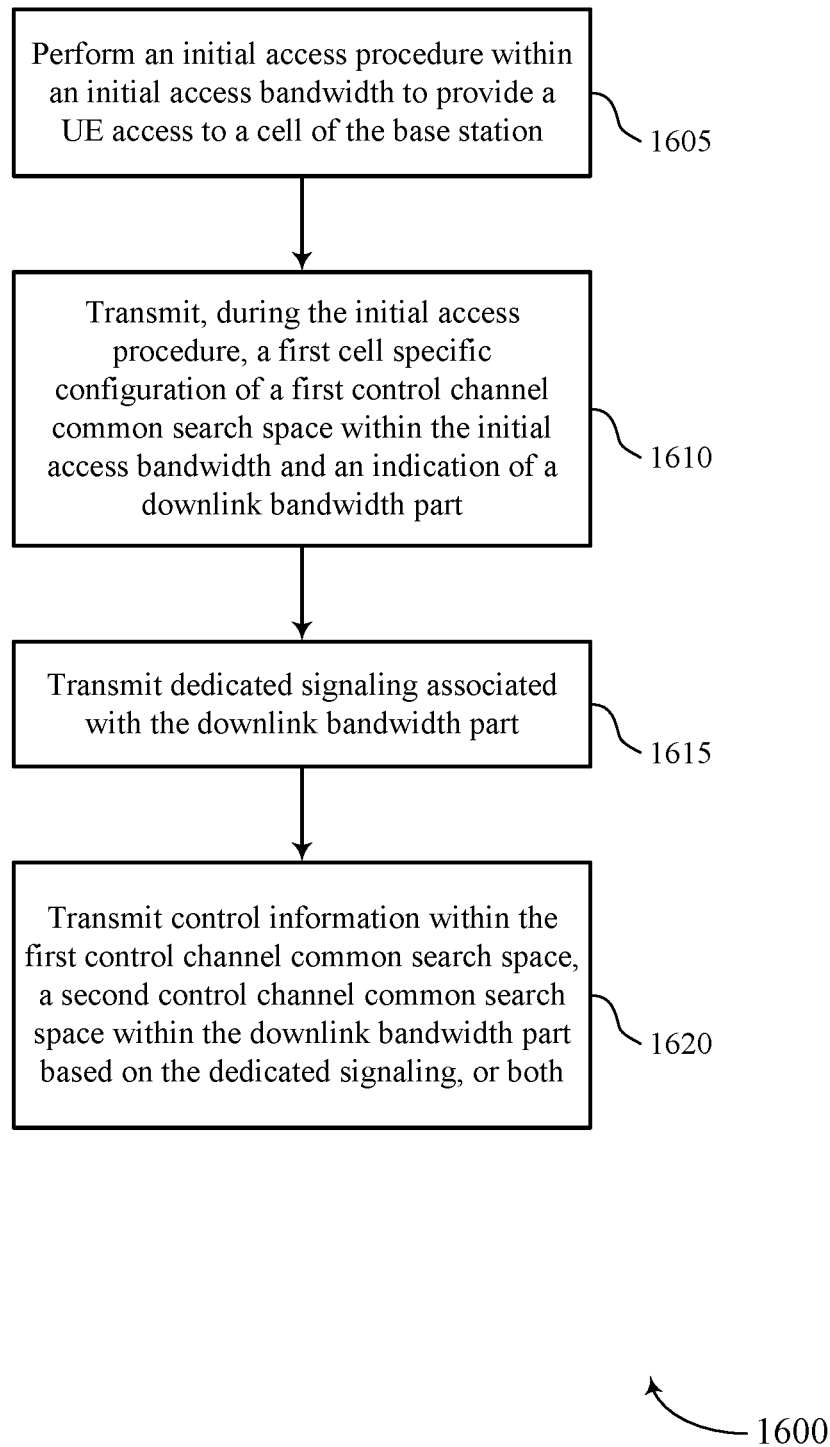 Perform an initial access procedure within
an initial access bandwidth to provide a
UE access to a cell of the base station
1605
Transmit, during the initial access
procedure, a first cell specific
configuration of a first control channel
common search space within the initial
access bandwidth and an indication of a
downlink bandwidth part
1610
Transmit dedicated signaling associated
with the downlink bandwidth part
1615
Transmit control information within the
first control channel common search space,
a second control channel common search
space within the downlink bandwidth part
based on the dedicated signaling, or both
1620
1600